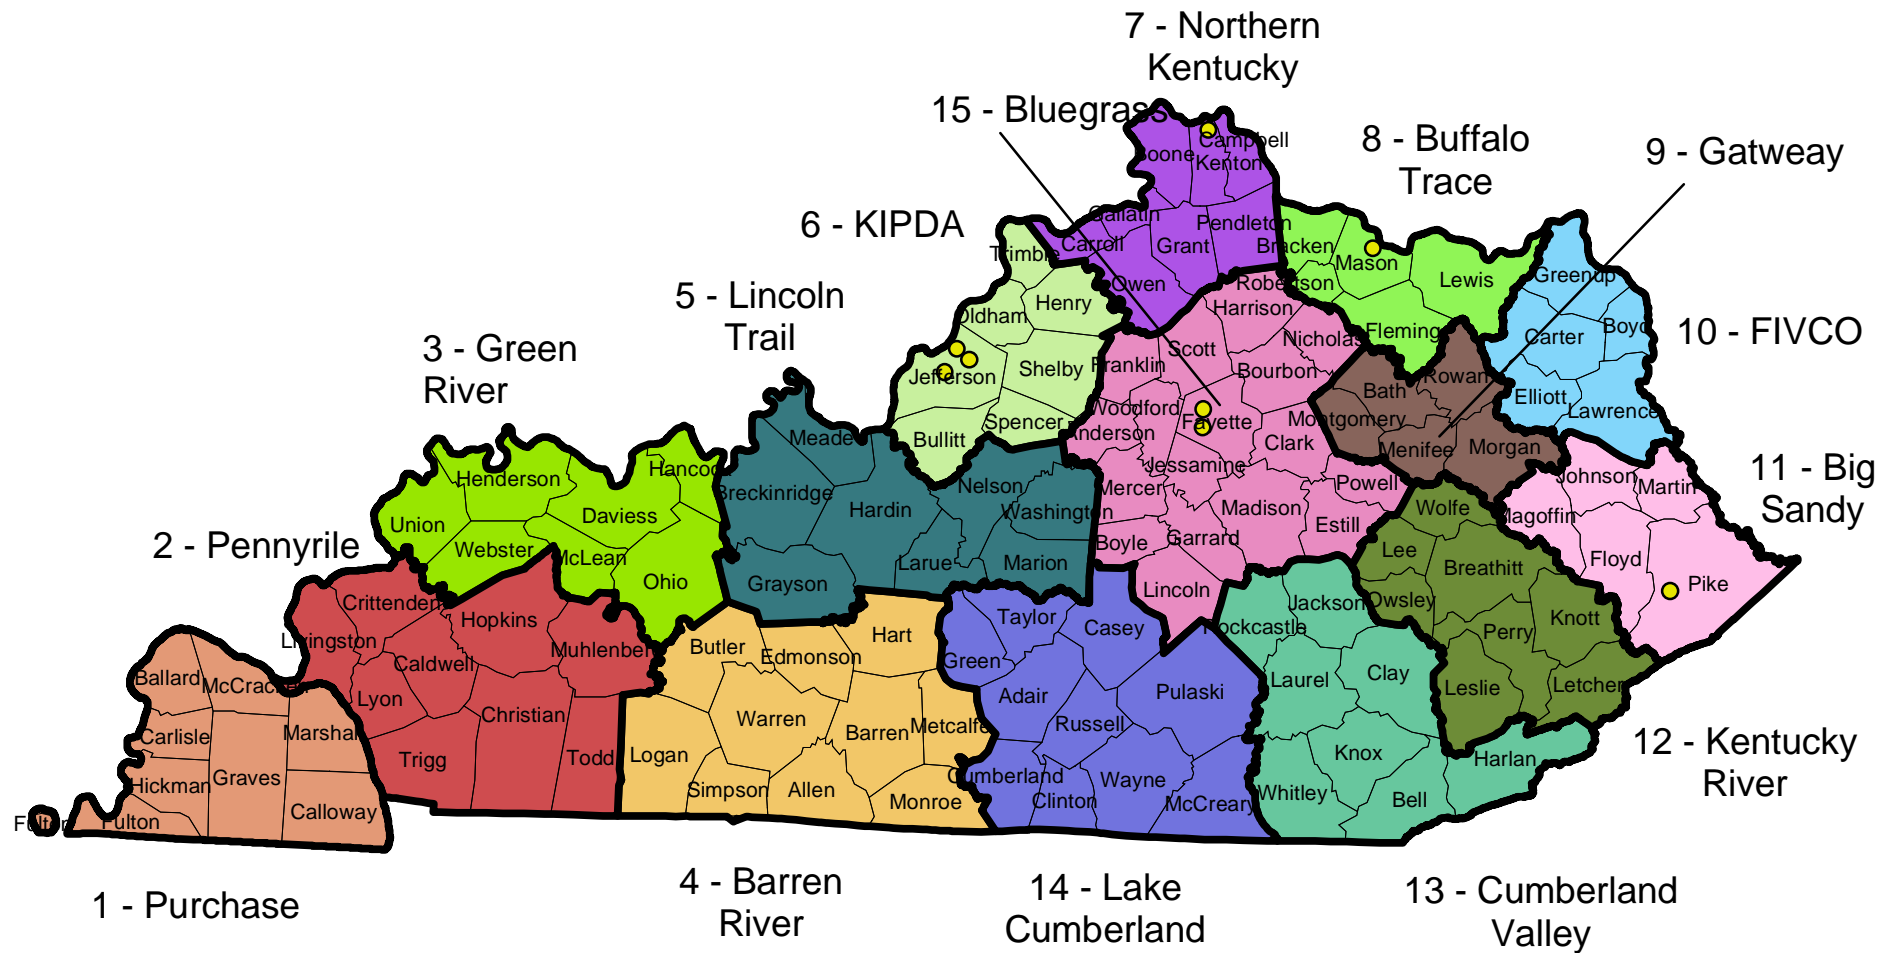 7 - Northern
Kentucky
15 - Bluegrass
8 - Buffalo
Trace
9 - Gatweay
6 - KIPDA
5 - Lincoln
Trail
3 - Green
River
10 - FIVCO
11 - Big
Sandy
2 - Pennyrile
12 - Kentucky
River
1 - Purchase
4 - Barren
River
14 - Lake
Cumberland
13 - Cumberland
Valley
Campbell
Boone
Kenton
Gallatin
Pendleton
Carroll
Grant
Owen
Bracken
Mason
Lewis
Robertson
Fleming
Greenup
Carter
Boyd
Elliott
Lawrence
Trimble
Henry
Oldham
Jefferson
Shelby
Bullitt
Spencer
Harrison
Nicholas
Scott
Franklin
Bourbon
Woodford
Fayette
Anderson
Clark
Jessamine
Mercer
Powell
Madison
Estill
Boyle
Garrard
Lincoln
Rowan
Bath
Montgomery
Menifee
Morgan
Johnson
Martin
Magoffin
Floyd
Pike
Wolfe
Lee
Breathitt
Owsley
Perry
Knott
Leslie
Letcher
Meade
Breckinridge
Hardin
Nelson
Washington
Larue
Marion
Grayson
Hancoc
Henderson
Daviess
Union
Webster
McLean
Ohio
Crittenden
Hopkins
Livingston
Muhlenber
Caldwell
Lyon
Christian
Trigg
Todd
Ballard
McCrac
Carlisle
Marshal
Hickman
Graves
Calloway
Fulton
Fulton
Hart
Butler
Edmonson
Warren
Barren
Metcalfe
Logan
Simpson
Allen
Monroe
Taylor
Casey
Green
Adair
Pulaski
Russell
Cumberland
Clinton
Wayne
McCreary
Jackson
Rockcastle
Laurel
Clay
Knox
Harlan
Whitley
Bell